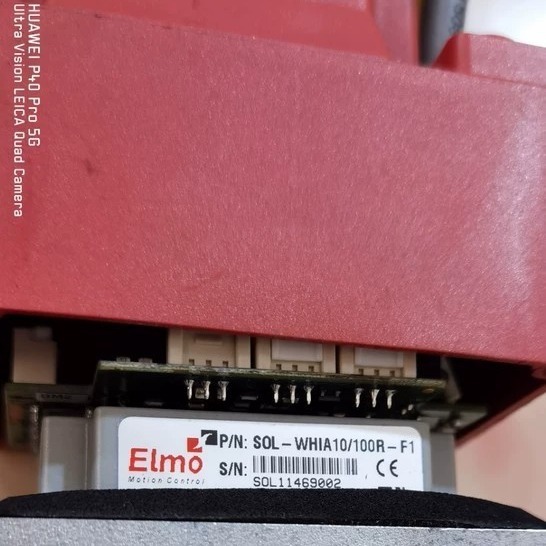 HUAWEI P40 Pro 5G
Ultra Vision LEICA Quad Camera
Elmo
Motion Control
P/N: SOL-WHIA10/100R-F1
S/N:
SOL11469002
CE